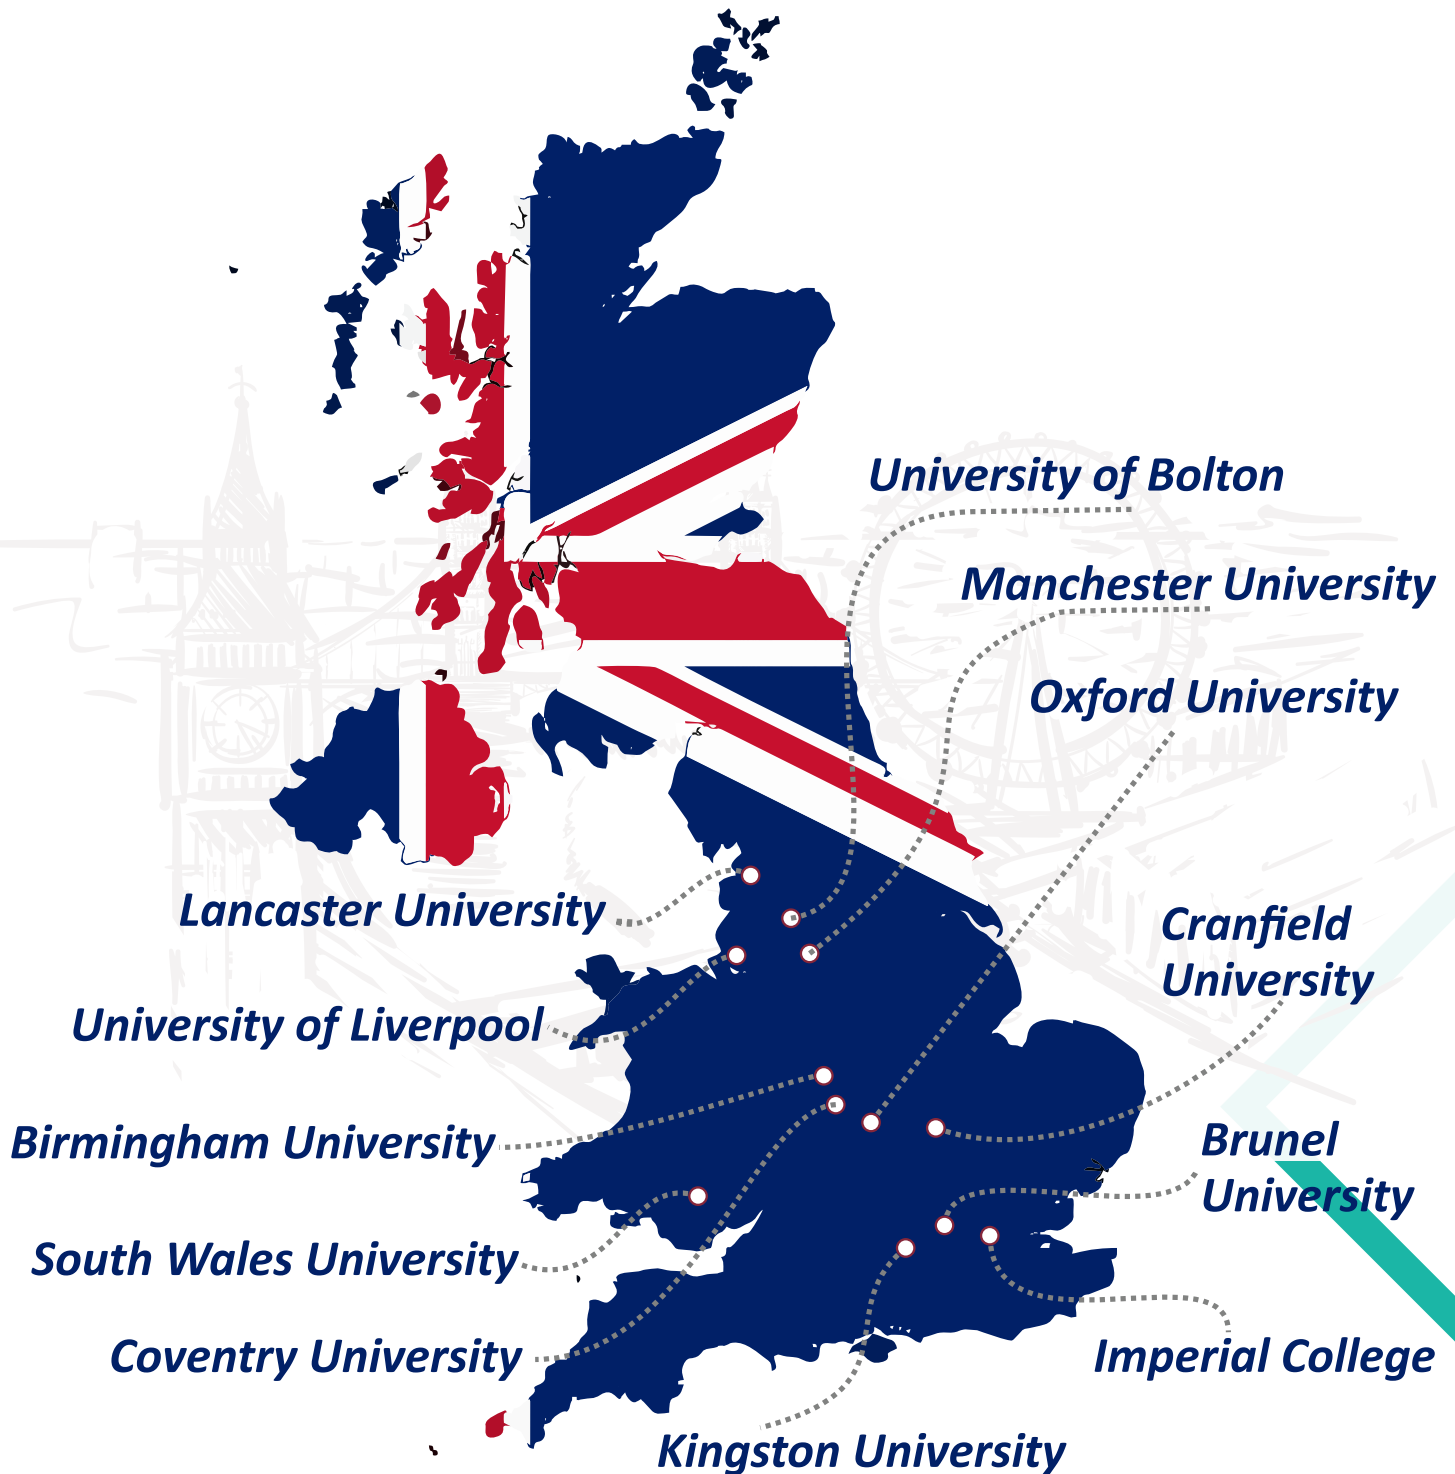 University of Bolton
Manchester University
Oxford University
Lancaster University
Cranfield
University
University of Liverpool
Birmingham University
Brunel
University
South Wales University
Coventry University
Imperial College
Kingston University